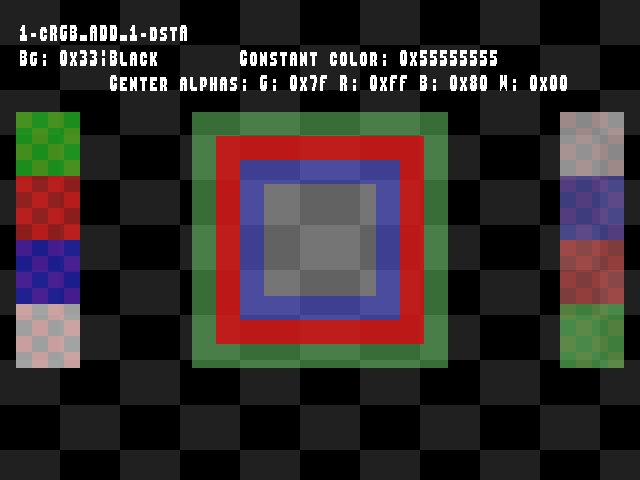 1-cRGB_ADD_1-dstA
Bg: 0x33¦Black Constant color: 0x55555555
Center alphas: G: 0x7f R: 0xff B: 0x80 W: 0x00